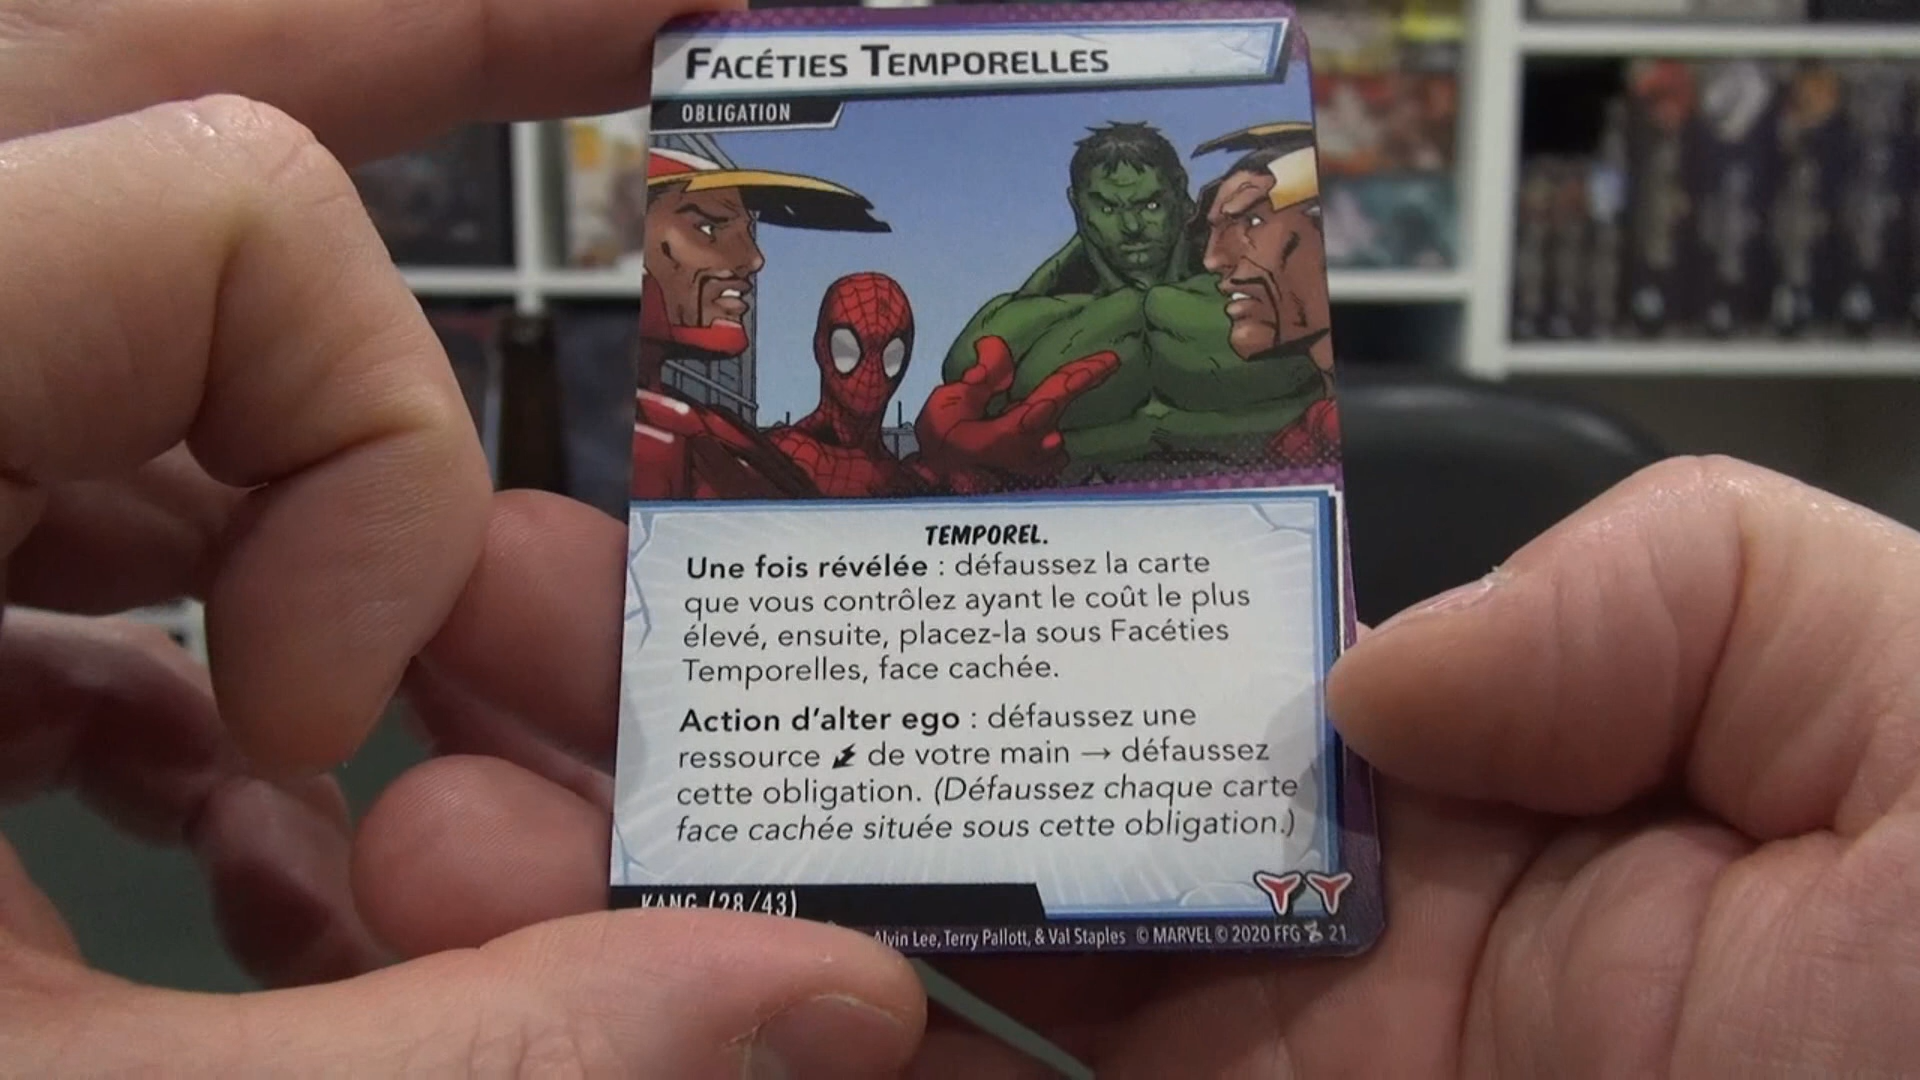 FACÉTIES TEMPORELLES
OBLIGATION
TEMPOREL.
Une fois révélée : défaussez la carte
que vous contrôlez ayant le coût le plus
élevé, ensuite, placez-la sous Facéties
Temporelles, face cachée.
Action d'alter ego : défaussez une
ressource de votre main → défaussez
cette obligation. (Défaussez chaque carte
face cachée située sous cette obligation.)
KANG (28/43)
Alvin Lee, Terry Pallott, & Val Staples © MARVEL © 2020 FFG 21